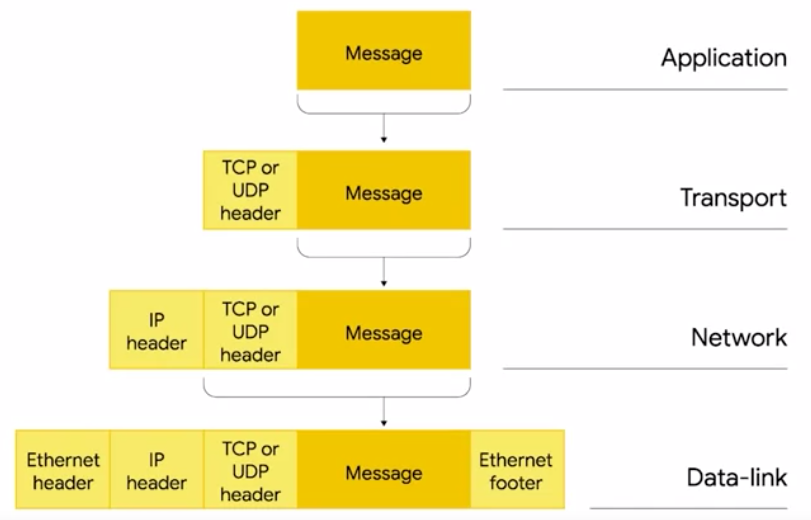 Message
Application
TCP or
UDP
header
Message
Transport
IP
header
TCP or
UDP
header
Message
Network
Ethernet
header
IP
header
TCP or
UDP
header
Message
Ethernet
footer
Data-link